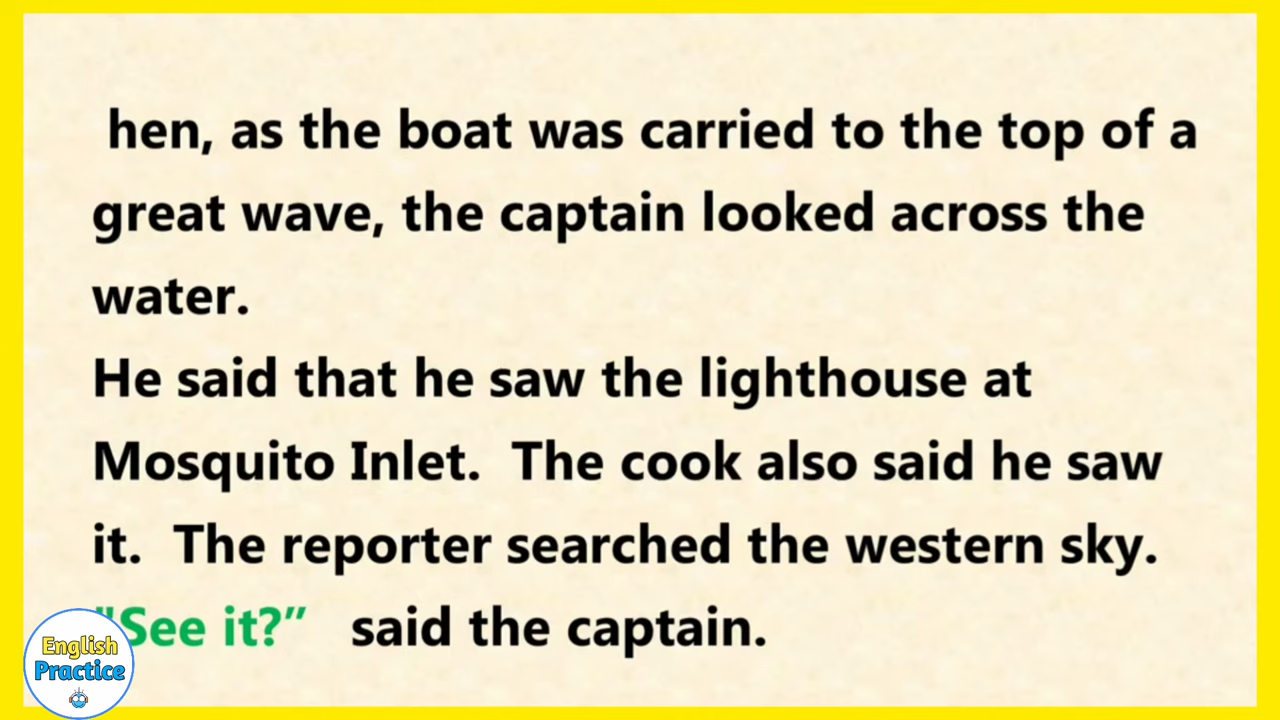 hen, as the boat was carried to the top of a
great wave, the captain looked across the
water.
He said that he saw the lighthouse at
Mosquito Inlet. The cook also said he saw
it. The reporter searched the western sky.
"See it?” said the captain.
English
Practice